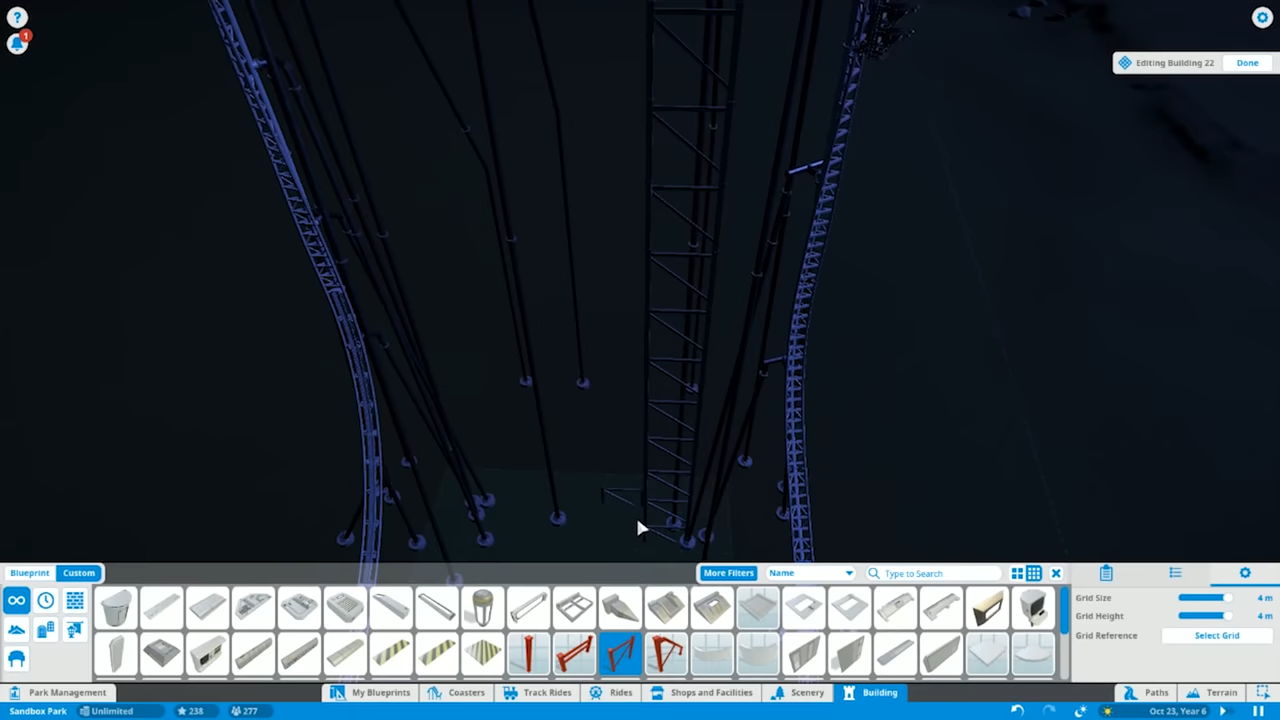 ?
1
Editing Building 22 Done
Blueprint Custom More Filters Name Type to Search
Grid Size 4 m
Grid Height 4 m
Grid Reference Select Grid
Park Management My Blueprints Coasters Track Rides Rides Shops and Facilities Scenery Building Paths Terrain
Sandbox Park Unlimited 238 277 Oct 23, Year 6